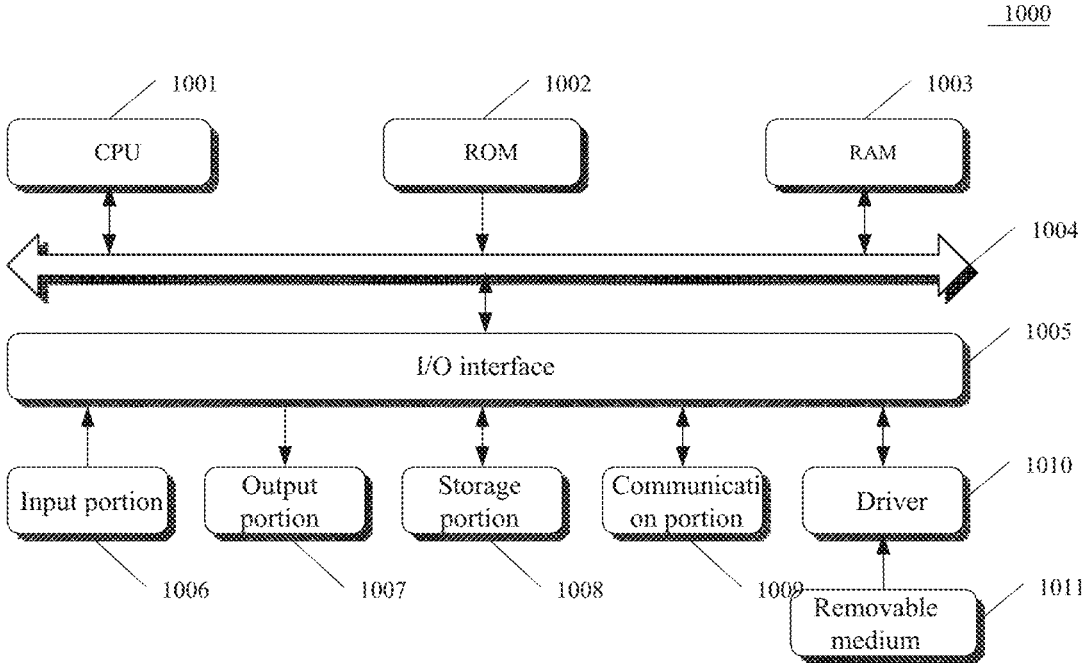 1000
1001
1002
1003
CPU
ROM
RAM
1004
1005
I/O interface
1010
Input portion
Output
portion
Storage
portion
Communicati
on portion
Driver
1006
1007
1008
1009
1011
Removable
medium